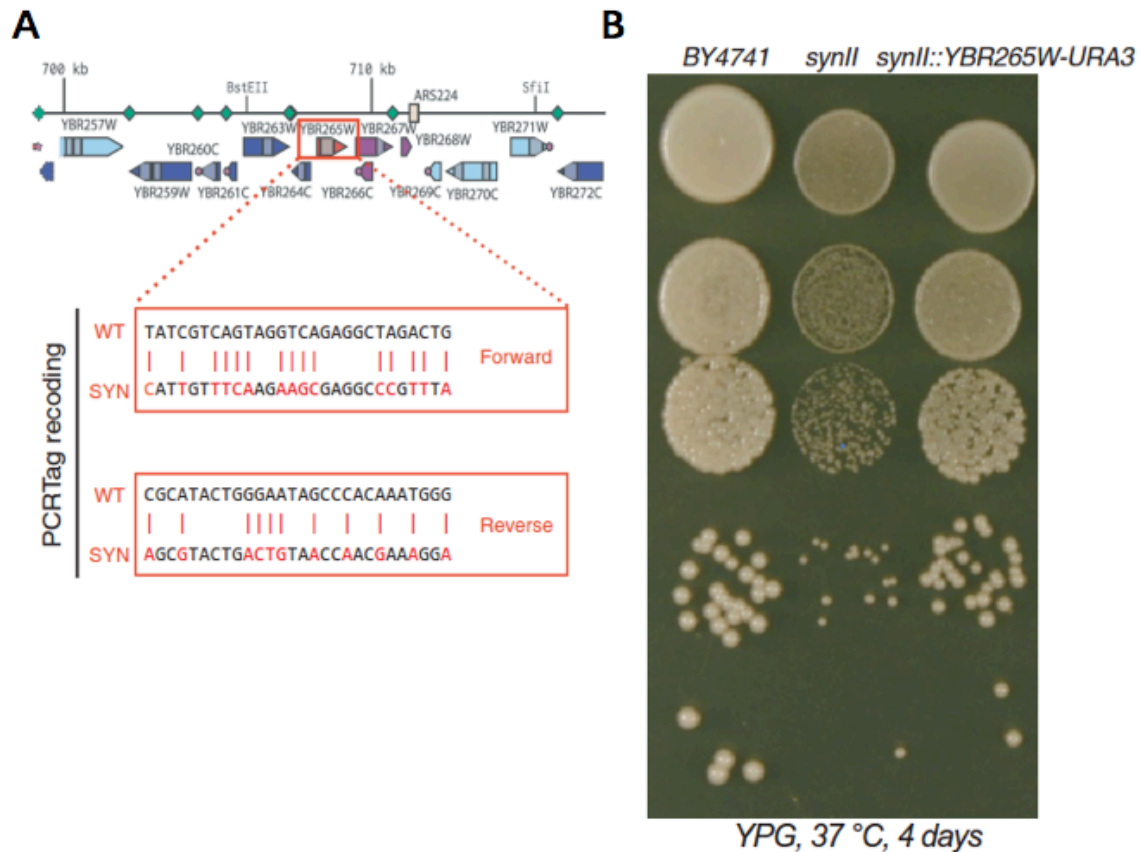 A
700 kb 710 kb
BstEII ARS224 SfiI
YBR257W YBR263W YBR265W YBR267W YBR271W
YBR260C YBR268W
YBR259W YBR261C YBR264C YBR266C YBR269C YBR270C YBR272C
PCRTag recoding
WT TATCGTCAGTAGGTCAGAGGCTAGACTG
Forward
SYN CATTGTTTCAAGAAGCGAGGCCCGTTTA
WT CGCATACTGGGAATAGCCCACAAATGGG
Reverse
SYN AGCGTACTGACTGTAACCAACGAAAGGA
B
BY4741 synII synII::YBR265W-URA3
YPG, 37 °C, 4 days